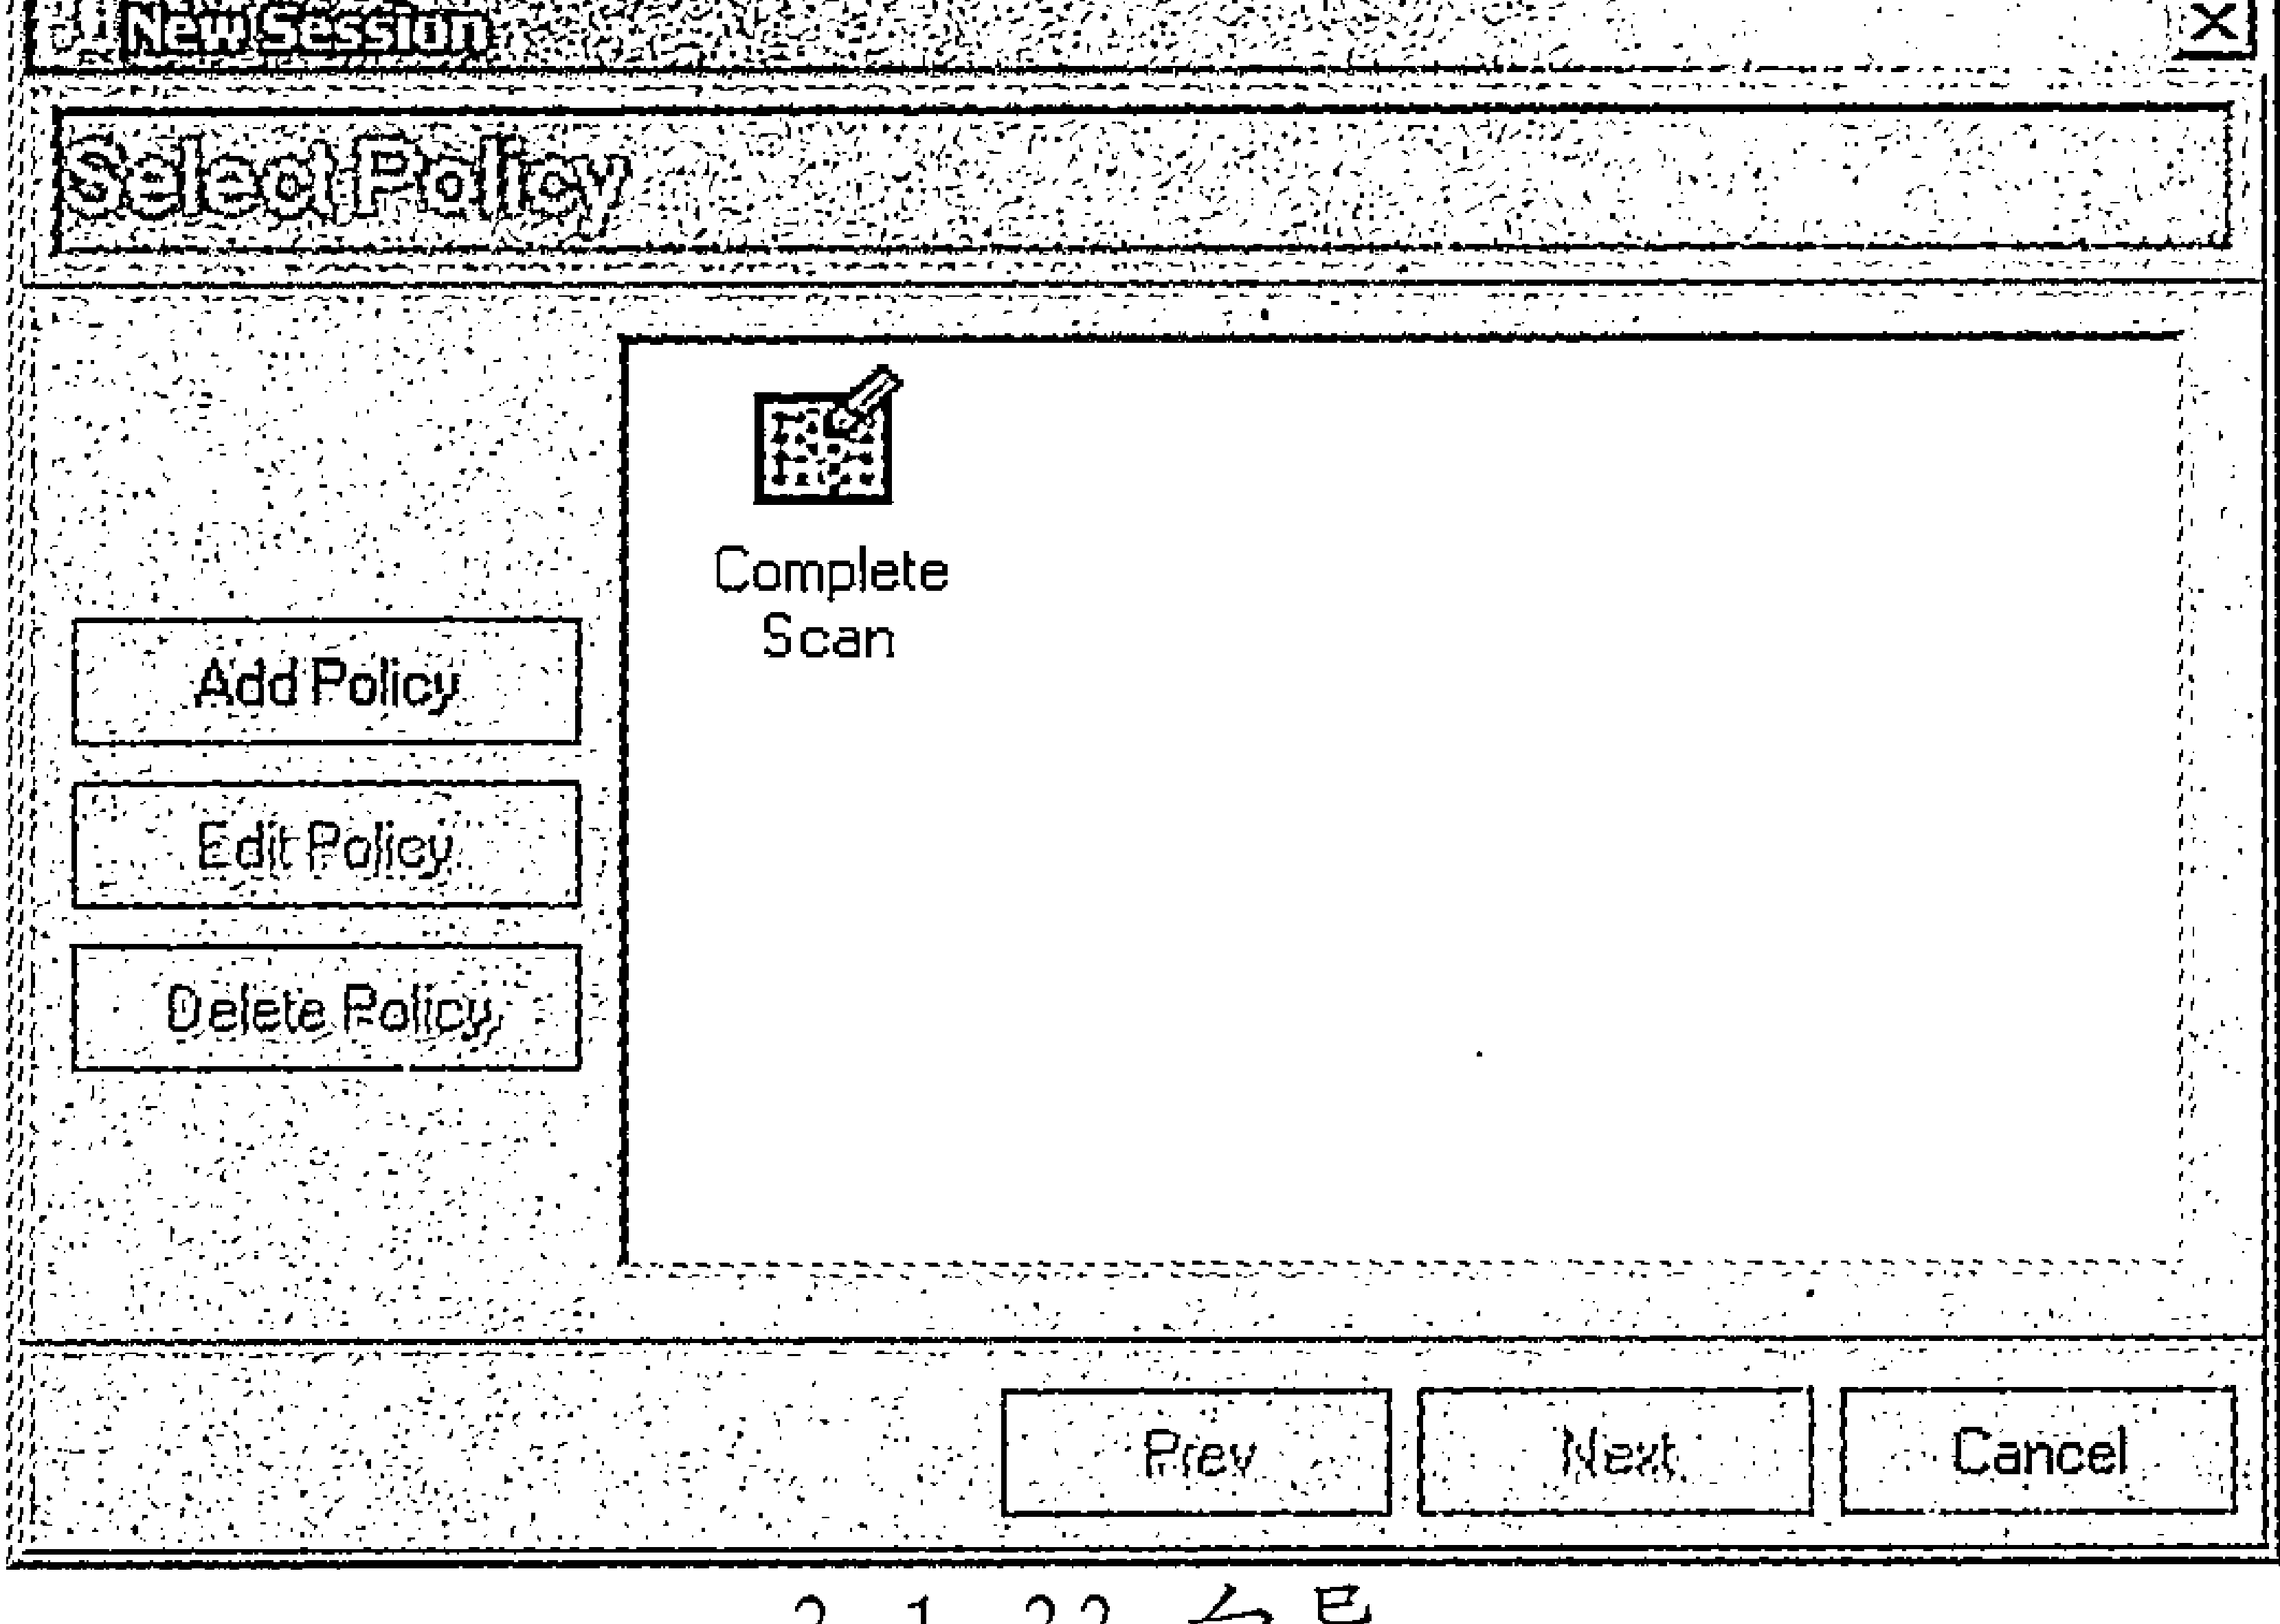 New Session
Select Policy
Complete
Scan
Add Policy
Edit Policy
Delete Policy
Prev
Next
Cancel